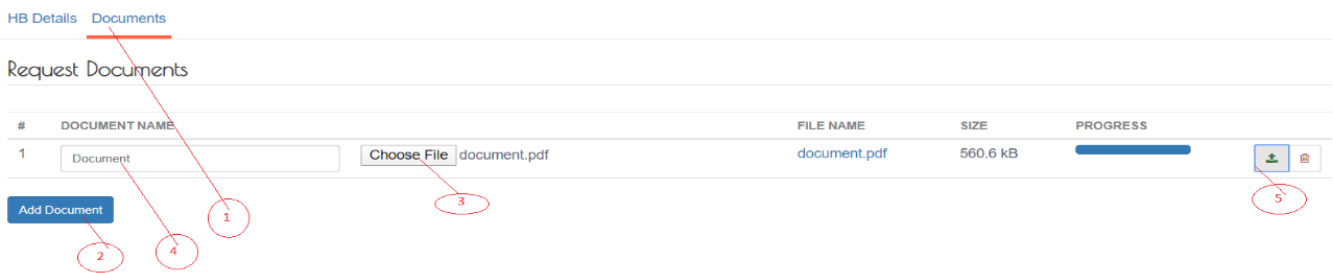 HB Details Documents
Request Documents
# DOCUMENT NAME FILE NAME SIZE PROGRESS
1 Document Choose File document.pdf document.pdf 560.6 kB
Add Document
1
2
3
4
5